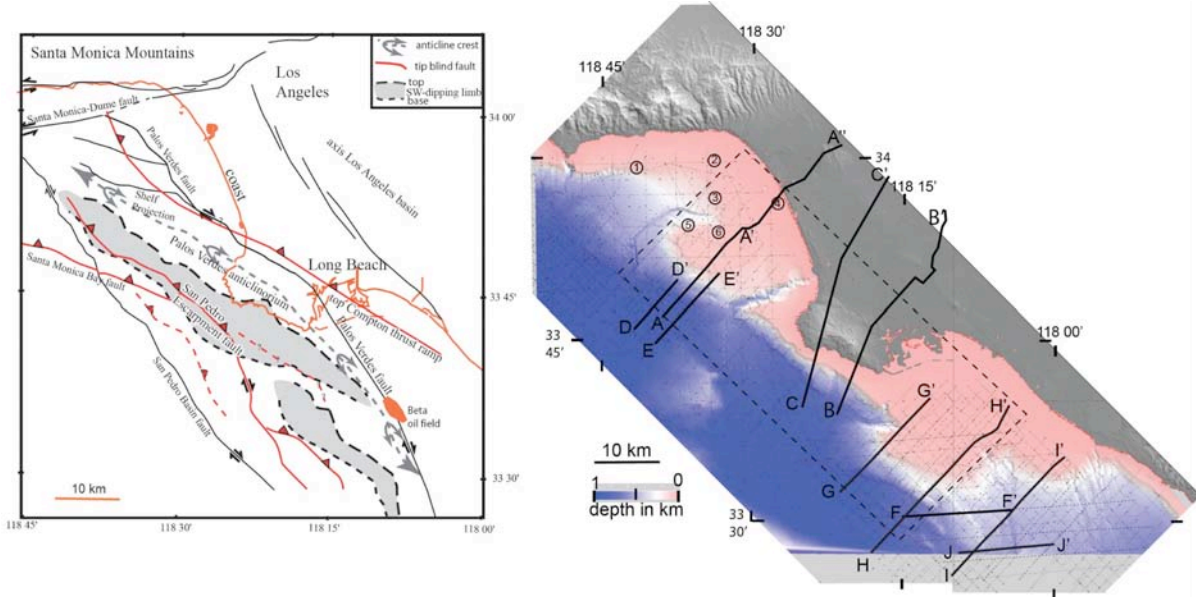 Santa Monica Mountains
anticline crest
tip blind fault
top
SW-dipping limb
base
Los
Angeles
Santa Monica-Dume fault
34 00'
Palos Verdes fault
coast
axis Los Angeles basin
Shelf
Projection
Palos Verdes anticlinorium
Long Beach
33 45'
Santa Monica Bay fault
San Pedro
Escarpment fault
top Compton thrust ramp
Palos Verdes fault
San Pedro Basin fault
Beta
oil field
33 30'
10 km
118 45'
118 30'
118 15'
118 00'
118 30'
118 45'
A''
34
C'
118 15'
B'
1
2
3
4
5
6
A'
D'
E'
D
A
E
33
45'
118 00'
C
B
G'
H'
I'
10 km
1
0
depth in km
G
F
F'
33
30'
H
J
J'
I